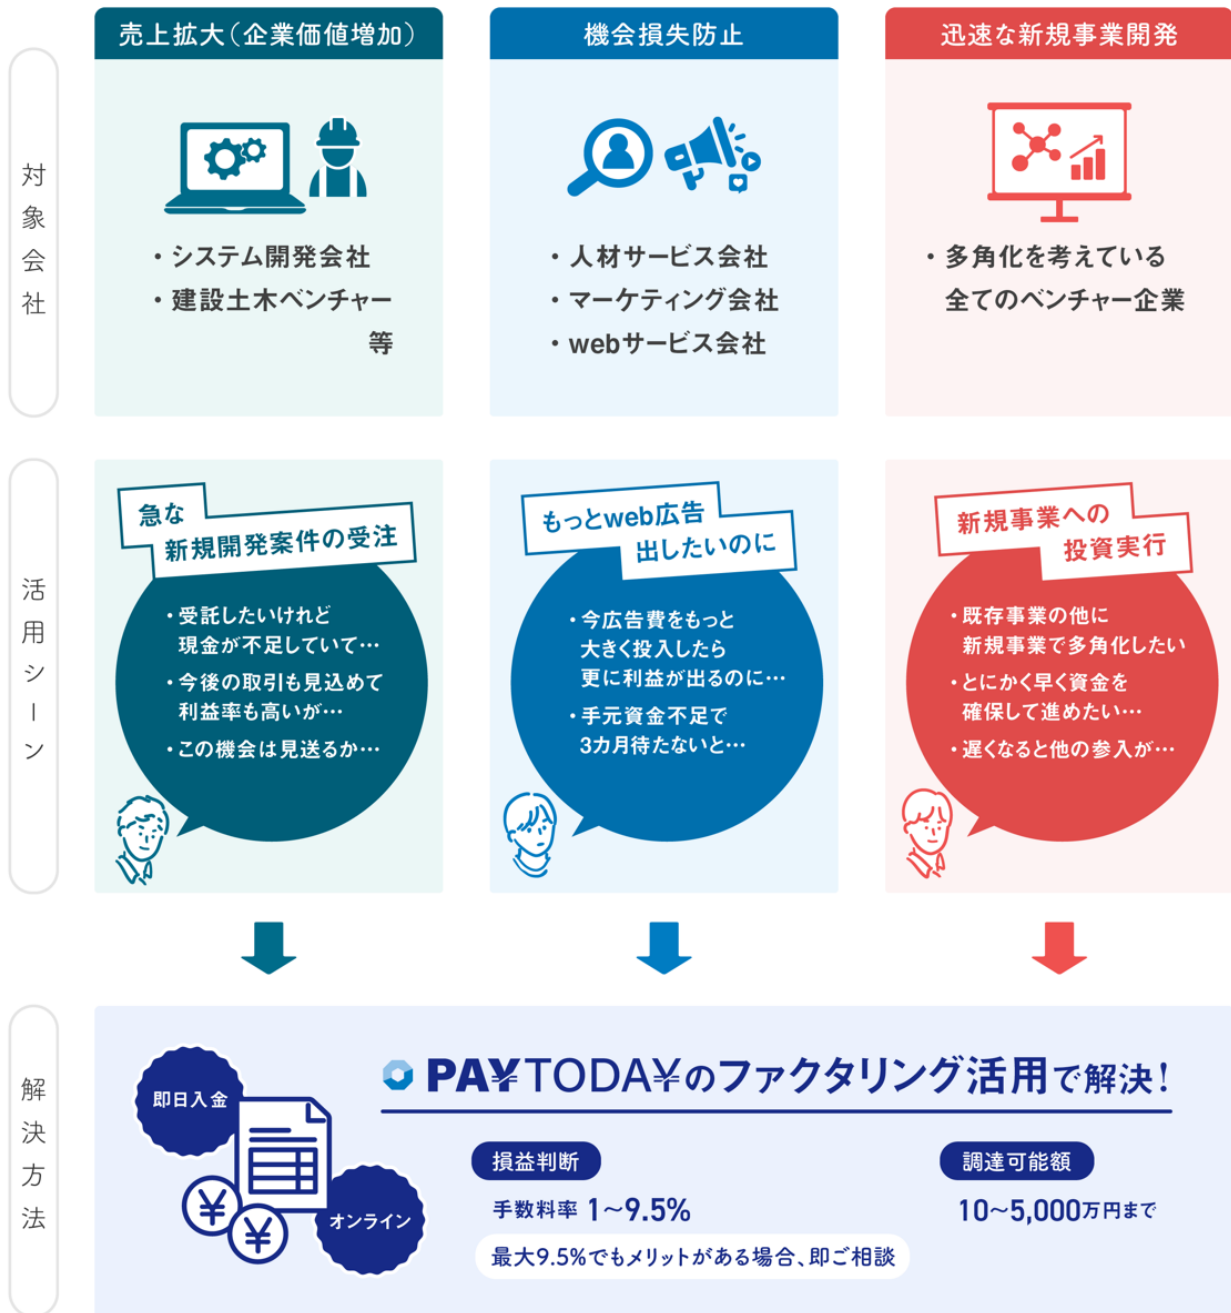 売上拡大(企業価値増加)
機会損失防止
迅速な新規事業開発
対象会社
・システム開発会社
・建設土木ベンチャー
等
・人材サービス会社
・マーケティング会社
・webサービス会社
・多角化を考えている
全てのベンチャー企業
活用シーン
急な
新規開発案件の受注
・受託したいけれど
現金が不足していて…
・今後の取引も見込めて
利益率も高いが…
・この機会は見送るか…
もっとweb広告
出したいのに
・今広告費をもっと
大きく投入したら
更に利益が出るのに…
・手元資金不足で
3カ月待たないと…
新規事業への
投資実行
・既存事業の他に
新規事業で多角化したい
・とにかく早く資金を
確保して進めたい…
・遅くなると他の参入が…
解決方法
即日入金
オンライン
PA¥TODA¥のファクタリング活用で解決!
損益判断
手数料率 1~9.5%
最大9.5%でもメリットがある場合、即ご相談
調達可能額
10~5,000万円まで